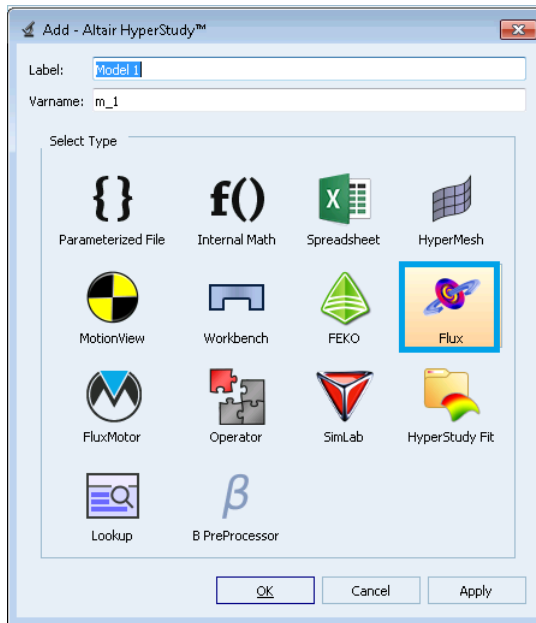 Add - Altair HyperStudy™
Label: Model 1
Varname: m_1
Select Type
{} f() X
Parameterized File Internal Math Spreadsheet HyperMesh
MotionView Workbench FEKO Flux
FluxMotor Operator SimLab HyperStudy Fit
β
Lookup B PreProcessor
OK Cancel Apply